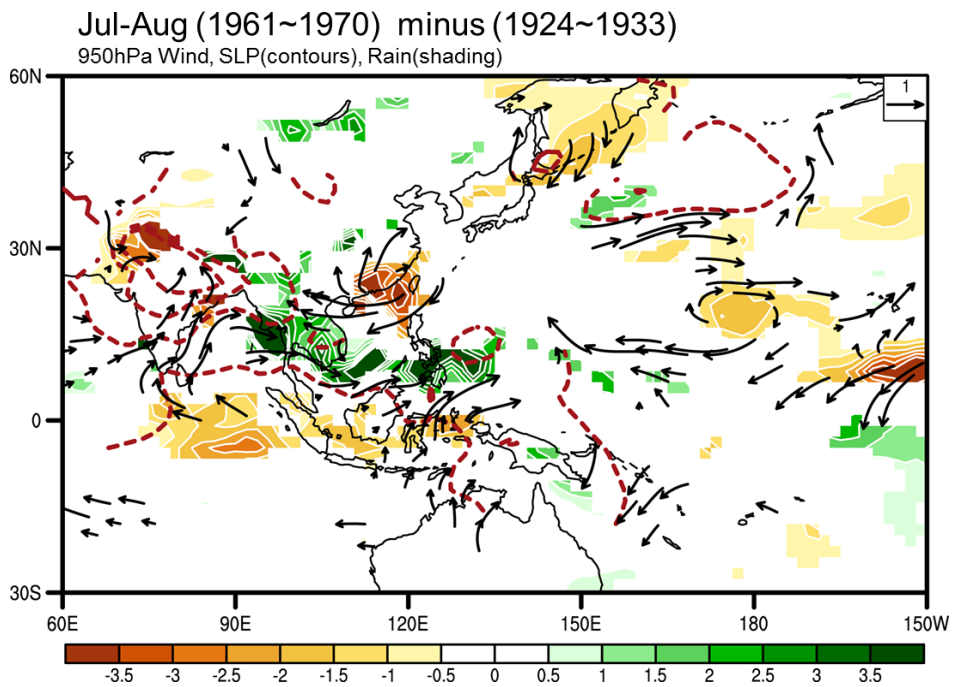 Jul-Aug (1961~1970) minus (1924~1933)
950hPa Wind, SLP(contours), Rain(shading)
60N
1
30N
0
30S
60E 90E 120E 150E 180 150W
-3.5 -3 -2.5 -2 -1.5 -1 -0.5 0 0.5 1 1.5 2 2.5 3 3.5